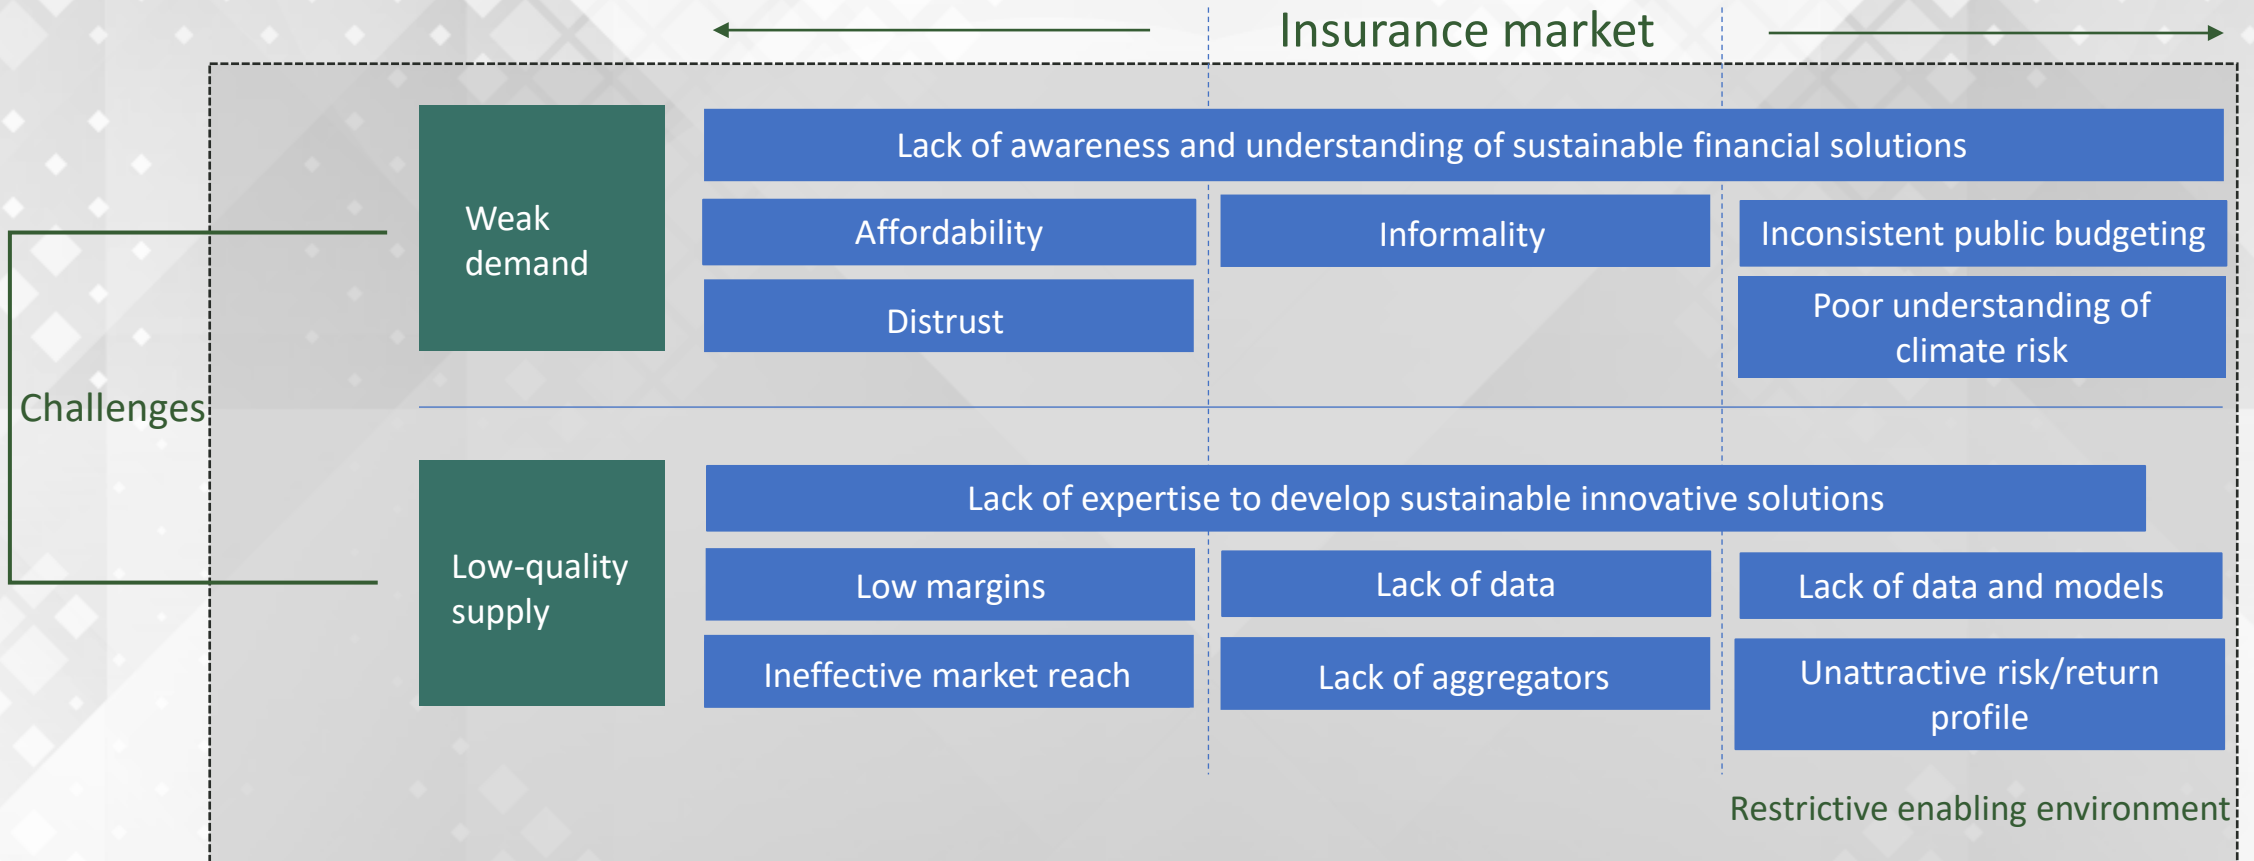 Insurance market
Challenges
Weak
demand
Lack of awareness and understanding of sustainable financial solutions
Affordability
Informality
Inconsistent public budgeting
Distrust
Poor understanding of
climate risk
Low-quality
supply
Lack of expertise to develop sustainable innovative solutions
Low margins
Lack of data
Lack of data and models
Ineffective market reach
Lack of aggregators
Unattractive risk/return
profile
Restrictive enabling environment